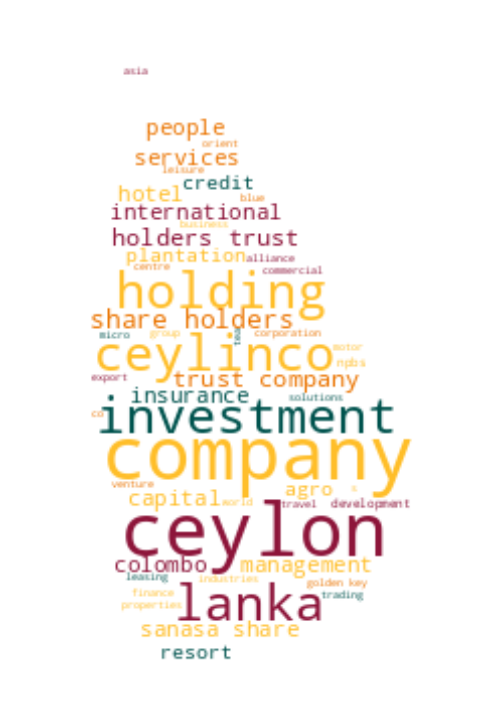 asia
people
orient
services
leisure
credit
hotel
blue
international
business
holders trust
plantation
alliance
centre
commercial
holding
share holders
micro group tea corporation
ceylinco
motor
npbs
export
trust company
insurance
solutions
co
investment
company
venture
agro
s
capital
world
travel
development
ceylon
colombo
management
leasing
industries
golden key
finance
trading
lanka
properties
sanasa share
resort